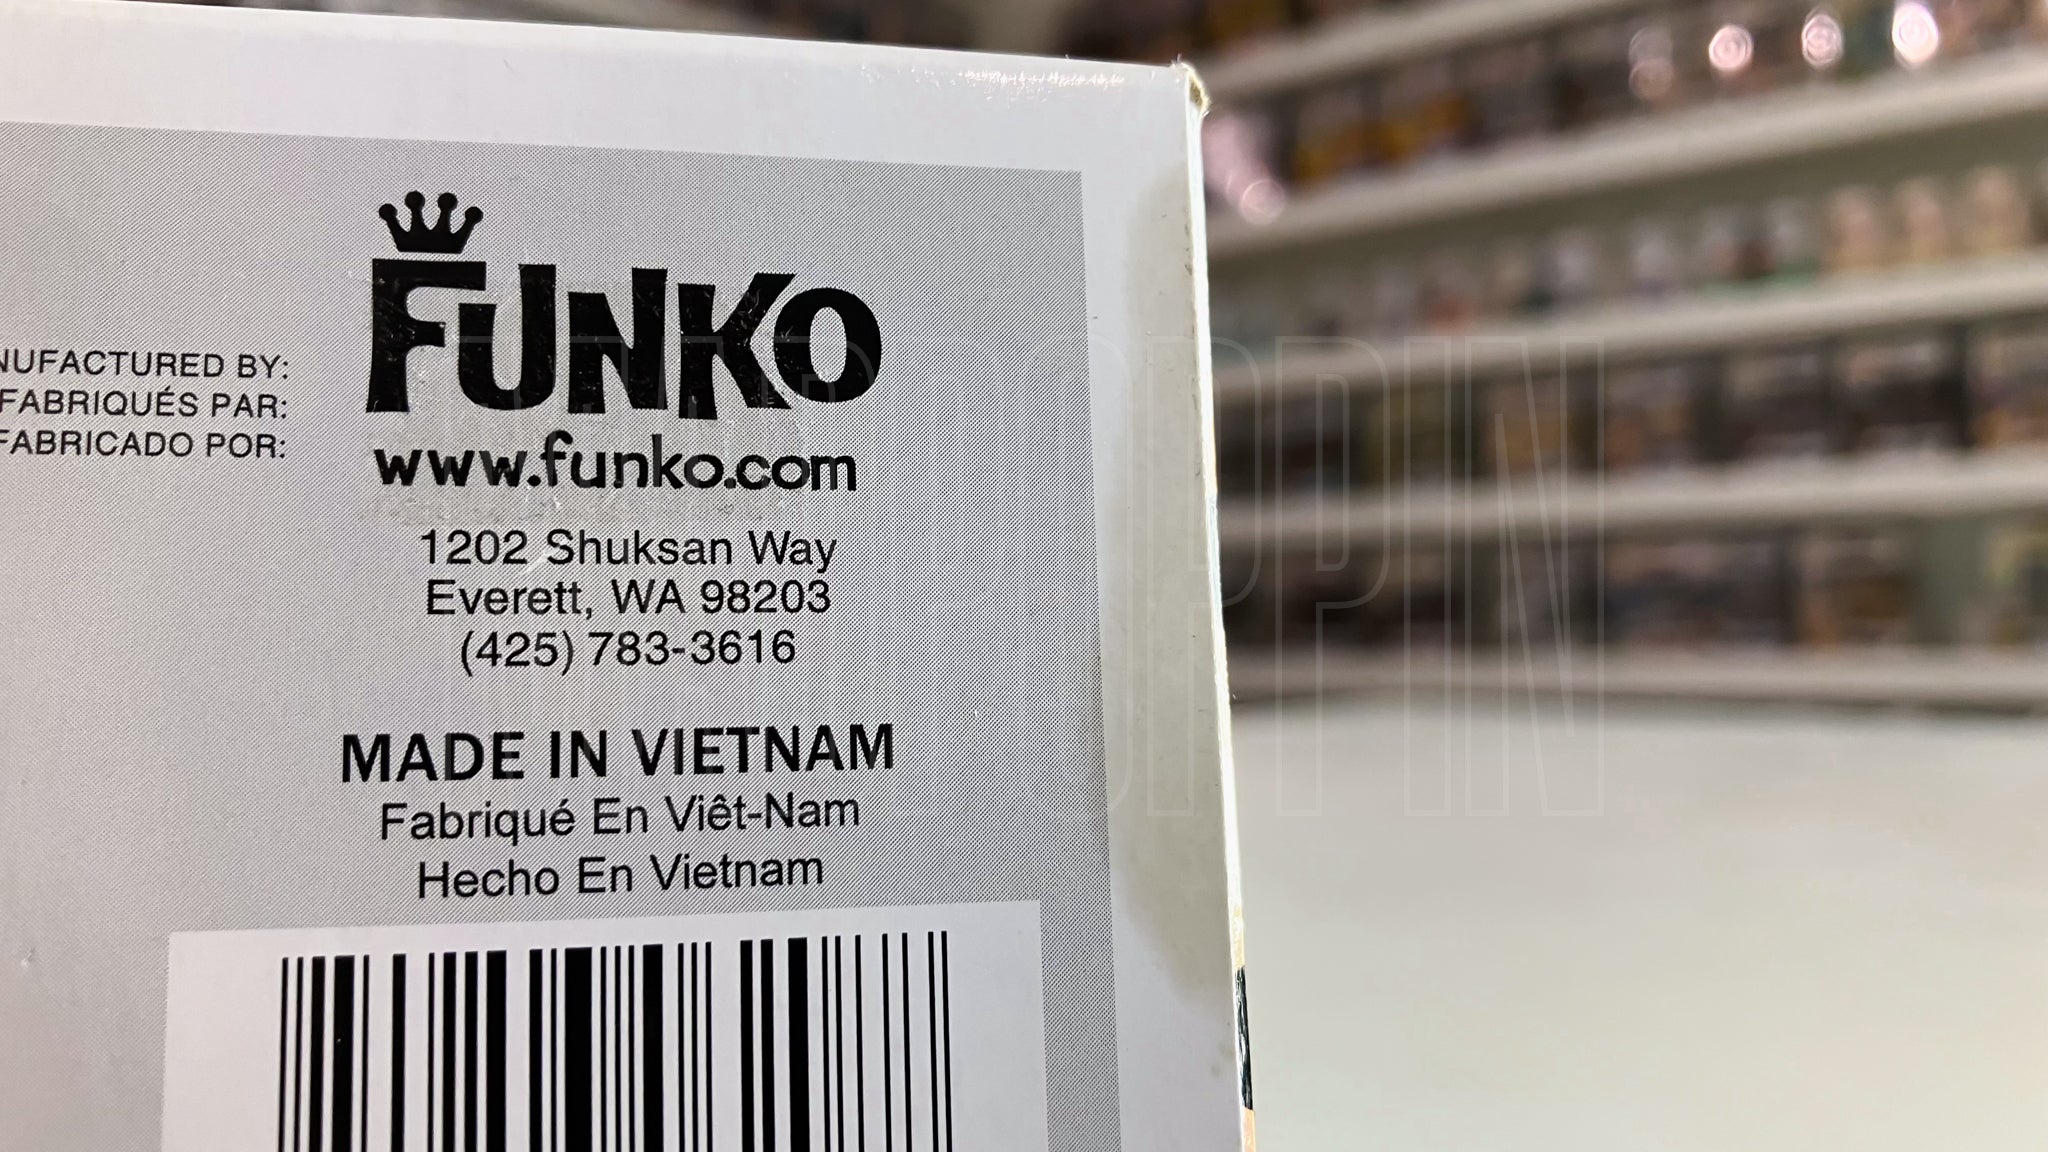 NUFACTURED BY:
FABRIQUÉS PAR:
FABRICADO POR:
FUNKO
www.funko.com
1202 Shuksan Way
Everett, WA 98203
(425) 783-3616
MADE IN VIETNAM
Fabriqué En Viêt-Nam
Hecho En Vietnam